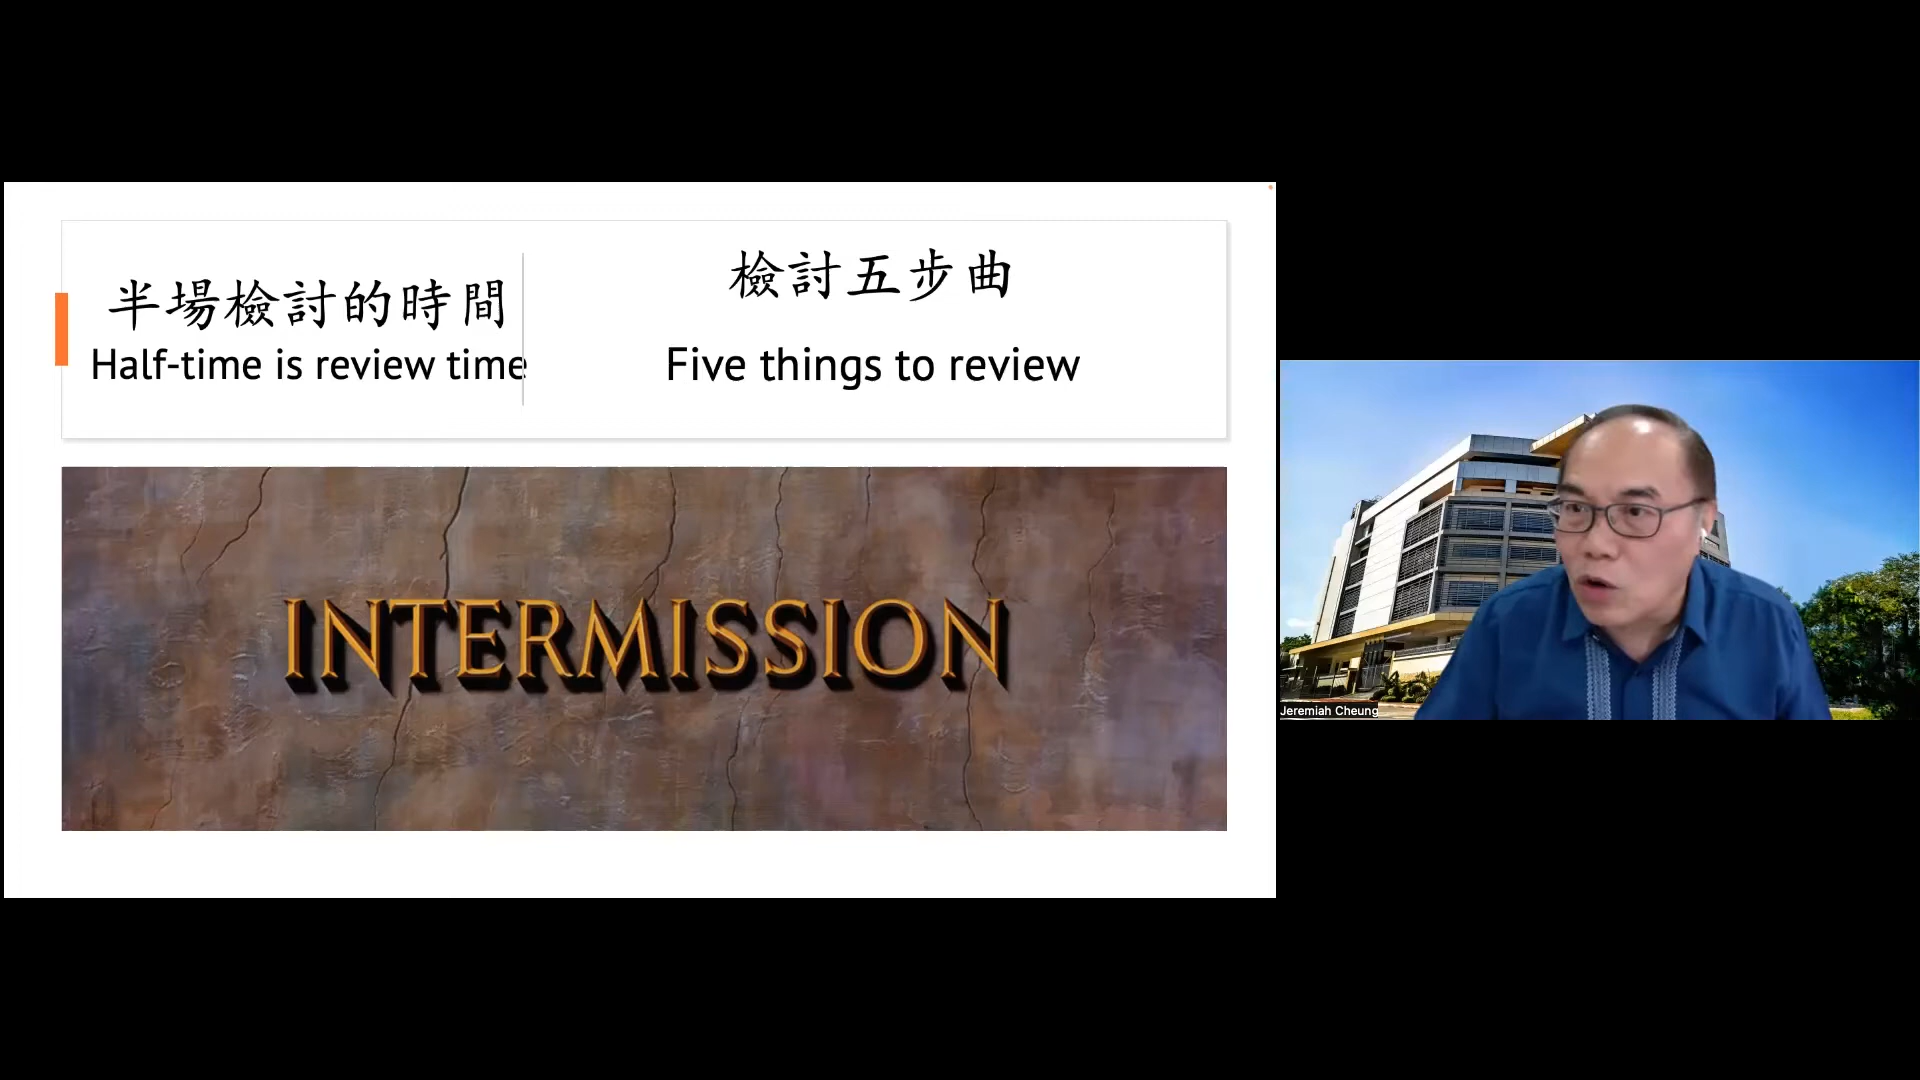 半場檢討的時間
Half-time is review time
檢討五步曲
Five things to review
INTERMISSION
Jeremiah Cheung